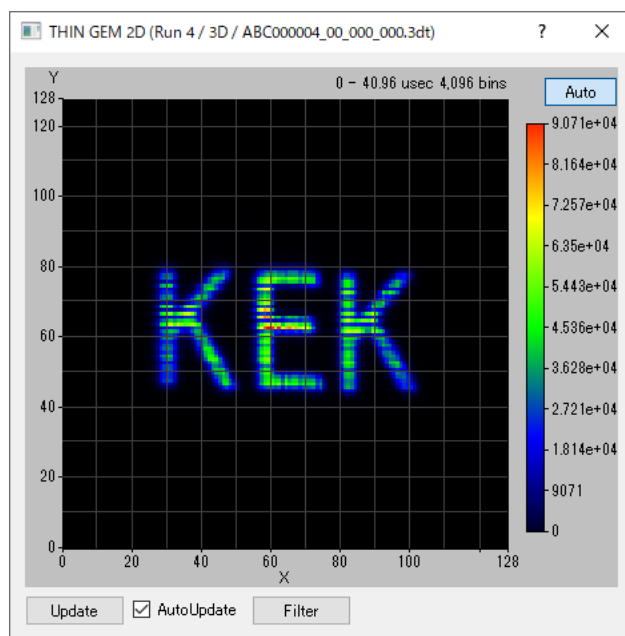 THIN GEM 2D (Run 4 / 3D / ABC000004_00_000_000.3dt) ?
Y
0 - 40.96 usec 4,096 bins
Auto
128
120
100
80
60
40
20
0
KEK
0 20 40 60 80 100 128
X
9.071e+04
8.164e+04
7.257e+04
6.35e+04
5.443e+04
4.536e+04
3.628e+04
2.721e+04
1.814e+04
9071
0
Update AutoUpdate Filter